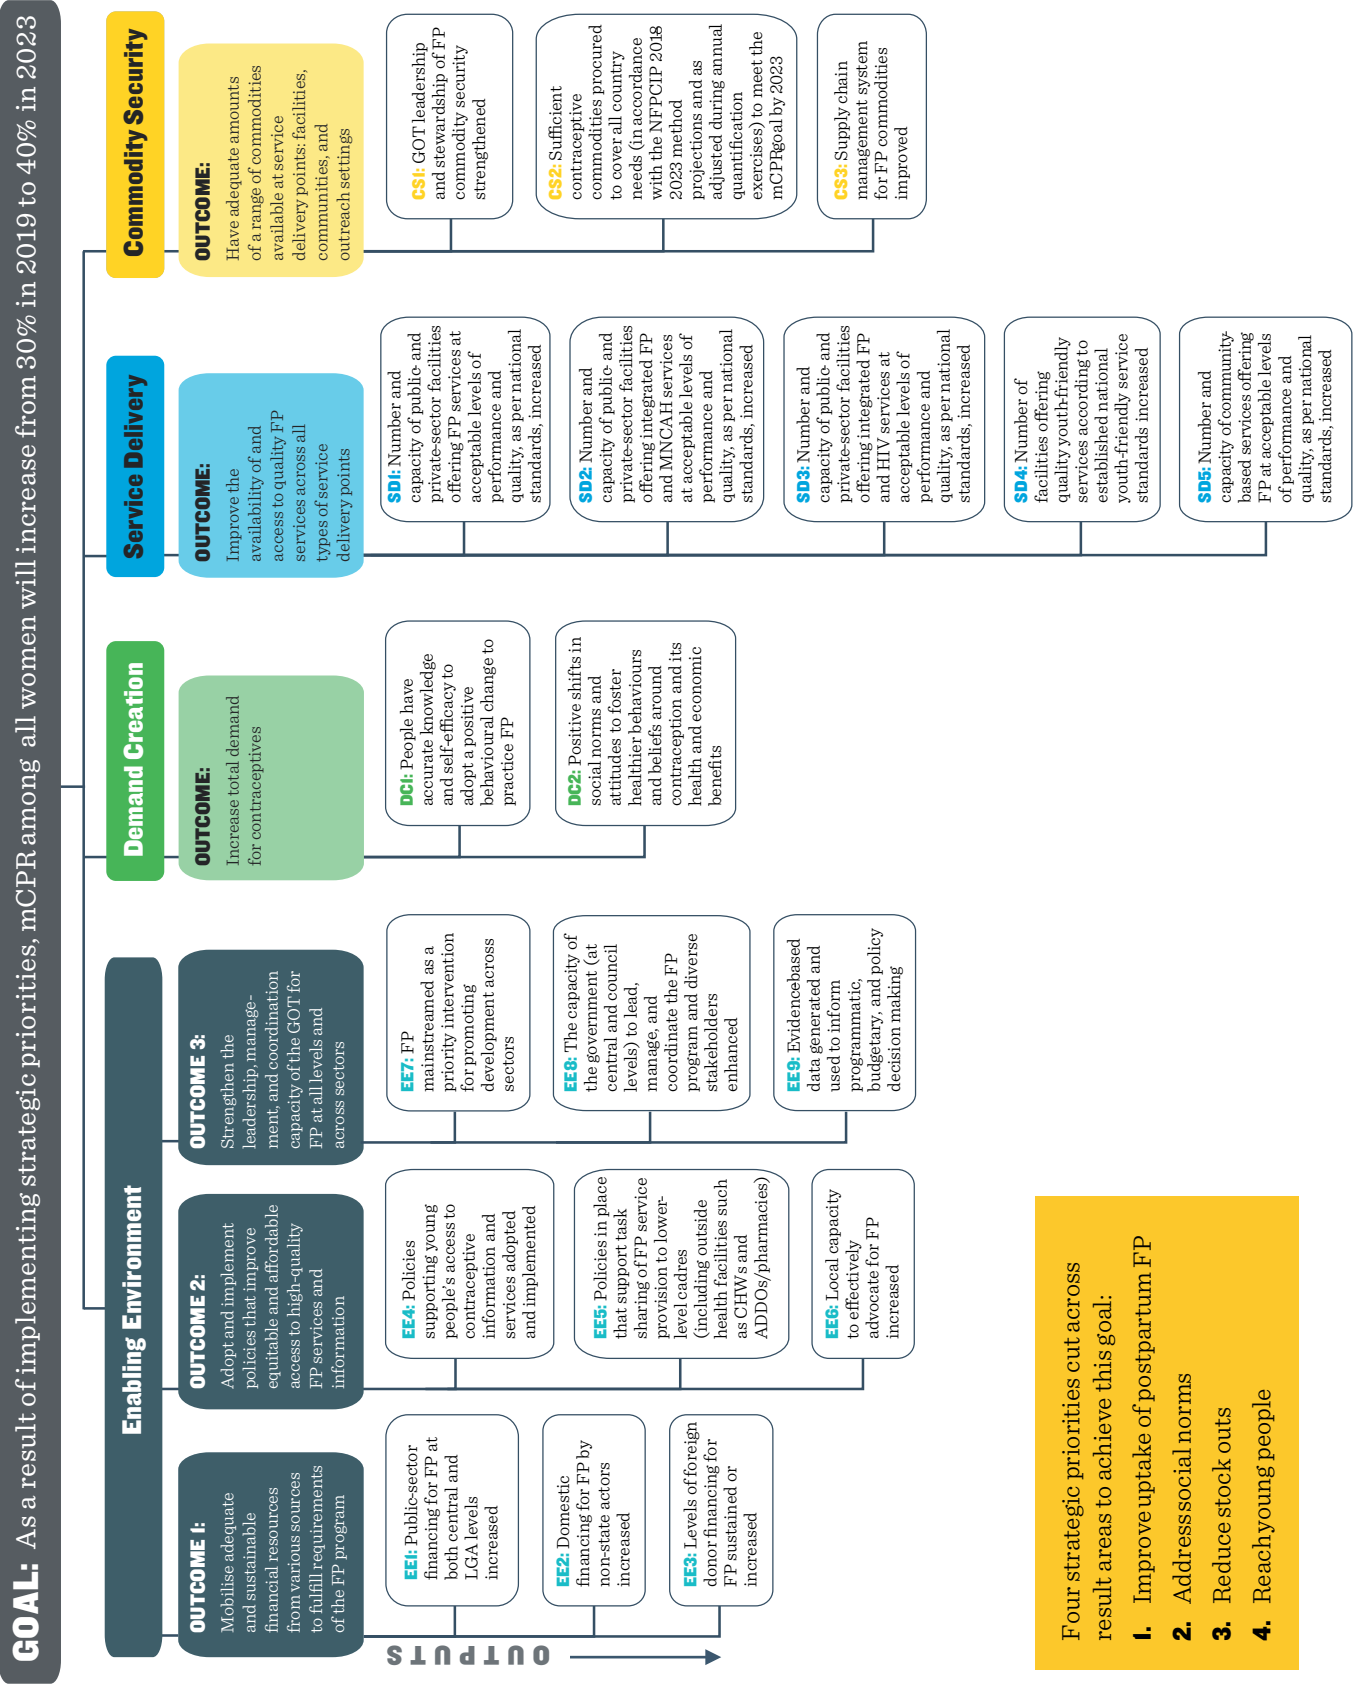 GOAL: As a result of implementing strategic priorities, mCPR among all women will increase from 30% in 2019 to 40% in 2023
Enabling Environment
OUTCOME 1:
Mobilise adequate
and sustainable
financial resources
from various sources
to fulfill requirements
of the FP program
OUTPUTS
EE1: Public-sector
financing for FP at
both central and
LGA levels
increased
EE2: Domestic
financing for FP by
non-state actors
increased
EE3: Levels of foreign
donor financing for
FP sustained or
increased
OUTCOME 2:
Adopt and implement
policies that improve
equitable and affordable
access to high-quality
FP services and
information
EE4: Policies
supporting young
people's access to
contraceptive
information and
services adopted
and implemented
EE5: Policies in place
that support task
sharing of FP service
provision to lower-
level cadres
(including outside
health facilities such
as CHWs and
ADDOs/pharmacies)
EE6: Local capacity
to effectively
advocate for FP
increased
OUTCOME 3:
Strengthen the
leadership, manage-
ment, and coordination
capacity of the GOT for
FP at all levels and
across sectors
EE7: FP
mainstreamed as a
priority intervention
for promoting
development across
sectors
EE8: The capacity of
the government (at
central and council
levels) to lead,
manage, and
coordinate the FP
program and diverse
stakeholders
enhanced
EE9: Evidencebased
data generated and
used to inform
programmatic,
budgetary, and policy
decision making
Demand Creation
OUTCOME:
Increase total demand
for contraceptives
DC1: People have
accurate knowledge
and self-efficacy to
adopt a positive
behavioural change to
practice FP
DC2: Positive shifts in
social norms and
attitudes to foster
healthier behaviours
and beliefs around
contraception and its
health and economic
benefits
Service Delivery
OUTCOME:
Improve the
availability of and
access to quality FP
services across all
types of service
delivery points
SD1: Number and
capacity of public- and
private-sector facilities
offering FP services at
acceptable levels of
performance and
quality, as per national
standards, increased
SD2: Number and
capacity of public- and
private-sector facilities
offering integrated FP
and MNCAH services
at acceptable levels of
performance and
quality, as per national
standards, increased
SD3: Number and
capacity of public- and
private-sector facilities
offering integrated FP
and HIV services at
acceptable levels of
performance and
quality, as per national
standards, increased
SD4: Number of
facilities offering
quality youth-friendly
services according to
established national
youth-friendly service
standards increased
SD5: Number and
capacity of community-
based services offering
FP at acceptable levels
of performance and
quality, as per national
standards, increased
Commodity Security
OUTCOME:
Have adequate amounts
of a range of commodities
available at service
delivery points: facilities,
communities, and
outreach settings
CS1: GOT leadership
and stewardship of FP
commodity security
strengthened
CS2: Sufficient
contraceptive
commodities procured
to cover all country
needs (in accordance
with the NFPCIP 2018
2023 method
projections and as
adjusted during annual
quantification
exercises) to meet the
mCPRgoal by 2023
CS3: Supply chain
management system
for FP commodities
improved
Four strategic priorities cut across
result areas to achieve this goal:
1. Improve uptake of postpartum FP
2. Address social norms
3. Reduce stock outs
4. Reach young people